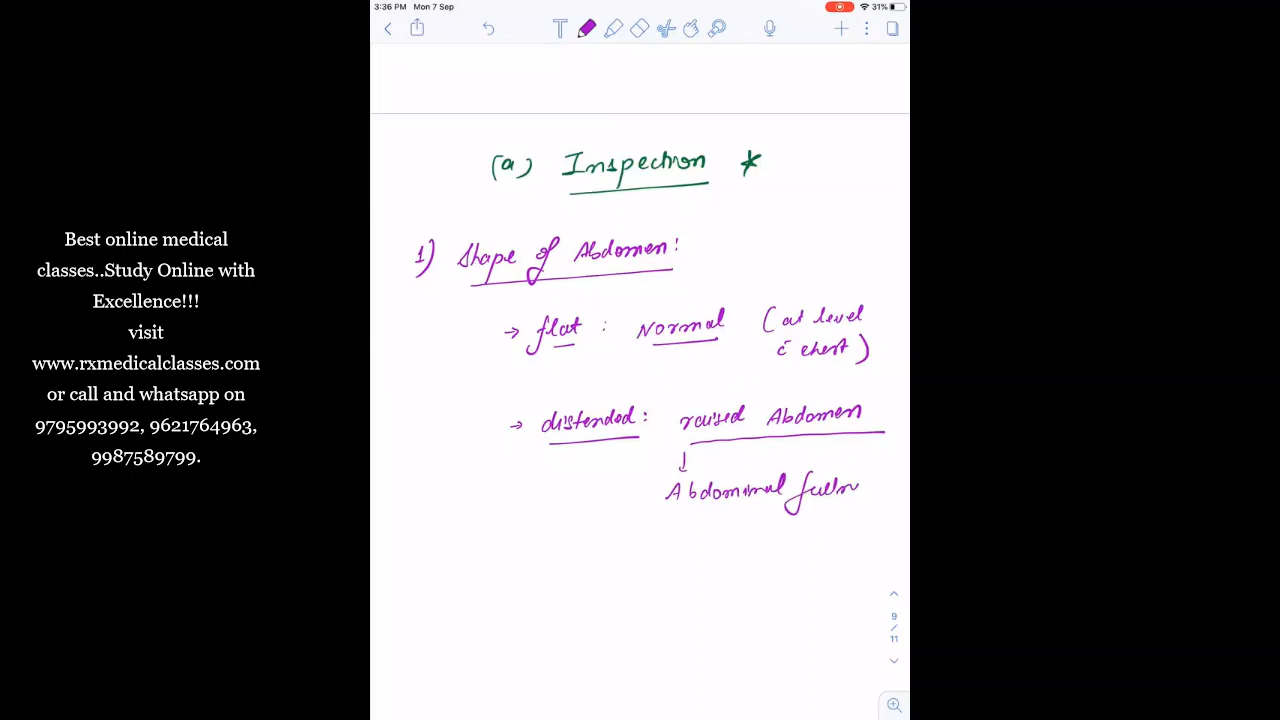 3:36 PM Mon 7 Sep
31%
(a) Inspection *
1) Shape of Abdomen:
→ flat : Normal (at level
c̄ chest)
→ distended: raised Abdomen
↓
Abdominal fulln
Best online medical
classes..Study Online with
Excellence!!!
visit
www.rxmedicalclasses.com
or call and whatsapp on
9795993992, 9621764963,
9987589799.
9
/
11